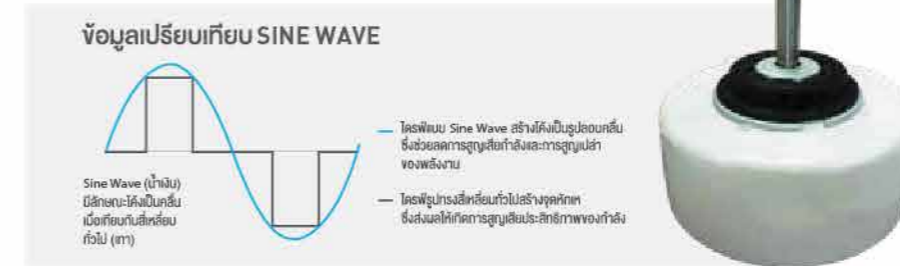 ข้อมูลเปรียบเทียบ SINE WAVE
Sine Wave (น้ำเงิน)
มีลักษณะโค้งเป็นคลื่น
เมื่อเทียบกับสี่เหลี่ยม
ทั่วไป (เทา)
ไดรฟ์แบบ Sine Wave สร้างโค้งเป็นรูปลอนคลื่น
ซึ่งช่วยลดการสูญเสียกำลังและการสูญเปล่า
ของพลังงาน
ไดรฟ์รูปทรงสี่เหลี่ยมทั่วไปสร้างจุดหักเห
ซึ่งส่งผลให้เกิดการสูญเสียประสิทธิภาพของกำลัง